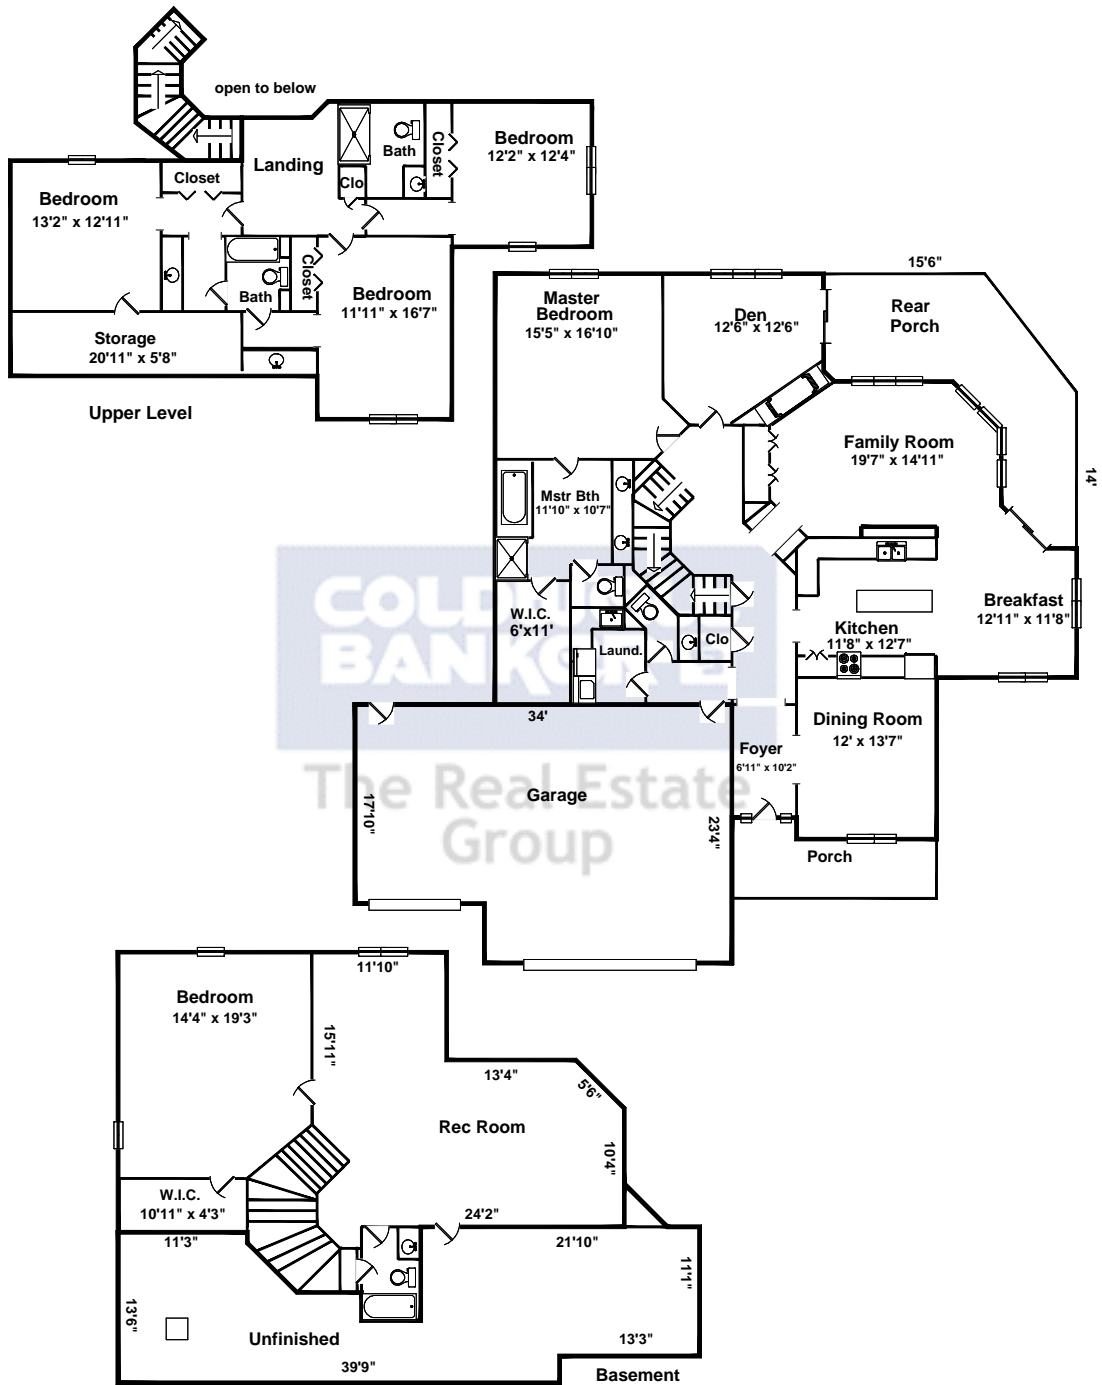 open to below
Landing
Bath
Closet
Bedroom
12'2" x 12'4"
Clo
Closet
Bedroom
13'2" x 12'11"
Bath
Closet
Bedroom
11'11" x 16'7"
Storage
20'11" x 5'8"
Upper Level
15'6"
Master
Bedroom
15'5" x 16'10"
Den
12'6" x 12'6"
Rear
Porch
Family Room
19'7" x 14'11"
14'
Mstr Bth
11'10" x 10'7"
W.I.C.
6'x11'
Laund.
Clo
Breakfast
12'11" x 11'8"
Kitchen
11'8" x 12'7"
Dining Room
12' x 13'7"
Foyer
6'11" x 10'2"
34'
Garage
17'10"
23'4"
Porch
COLDWELL
BANKER
The Real Estate
Group
11'10"
Bedroom
14'4" x 19'3"
15'11"
13'4"
5'6"
Rec Room
10'4"
W.I.C.
10'11" x 4'3"
11'3"
24'2"
21'10"
11'1"
13'6"
Unfinished
39'9"
13'3"
Basement